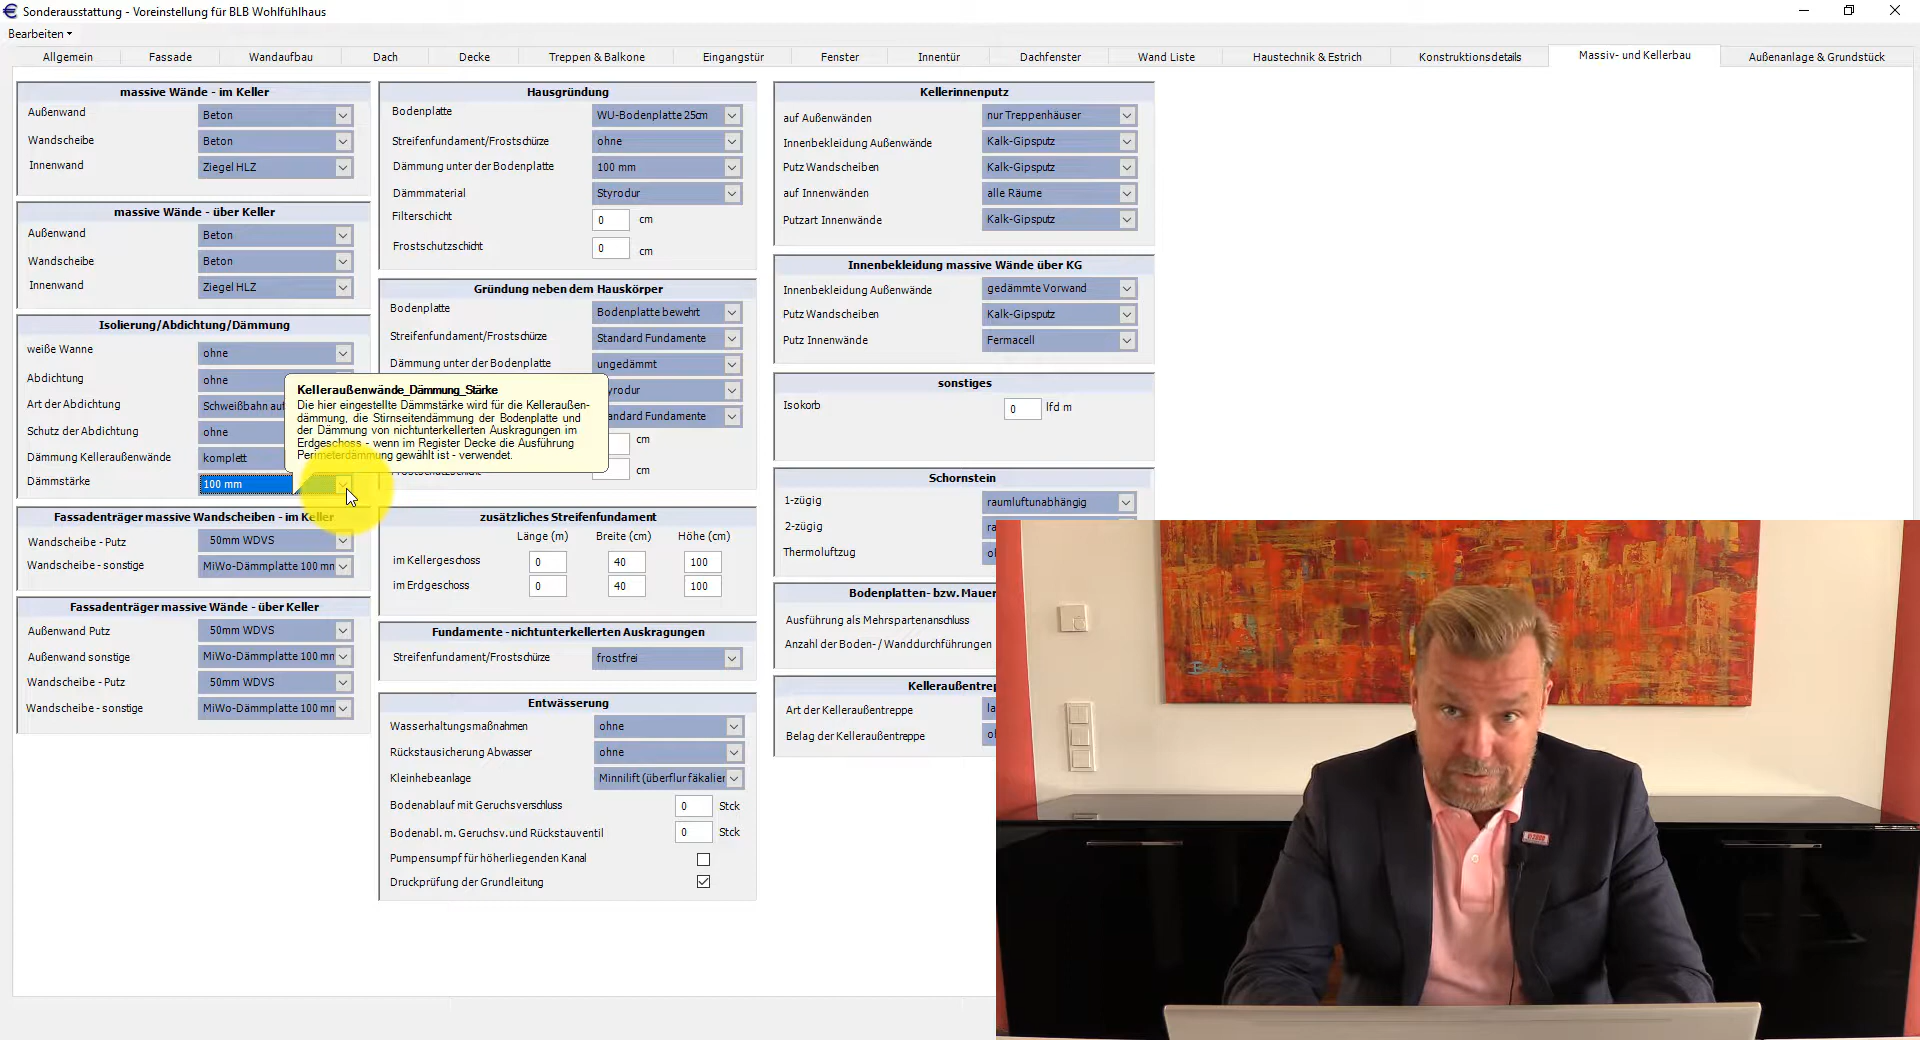 Sonderausstattung - Voreinstellung für BLB Wohlfühlhaus
Bearbeiten
Allgemein
Fassade
Wandaufbau
Dach
Decke
Treppen & Balkone
Eingangstür
Fenster
Innentür
Dachfenster
Wand Liste
Haustechnik & Estrich
Konstruktionsdetails
Massiv- und Kellerbau
Außenanlage & Grundstück
massive Wände - im Keller
Außenwand Beton
Wandscheibe Beton
Innenwand Ziegel HLZ
massive Wände - über Keller
Außenwand Beton
Wandscheibe Beton
Innenwand Ziegel HLZ
Isolierung/Abdichtung/Dämmung
weiße Wanne ohne
Abdichtung ohne
Art der Abdichtung Schweißbahn auf
Schutz der Abdichtung ohne
Dämmung Kelleraußenwände komplett
Dämmstärke 100 mm
Kelleraußenwände_Dämmung_Stärke
Die hier eingestellte Dämmstärke wird für die Kelleraußen-
dämmung, die Stirnseitendämmung der Bodenplatte und
der Dämmung von nichtunterkellerten Auskragungen im
Erdgeschoss - wenn im Register Decke die Ausführung
Perimeterdämmung gewählt ist - verwendet.
Fassadenträger massive Wandscheiben - im Keller
Wandscheibe - Putz 50mm WDVS
Wandscheibe - sonstige MiWo-Dämmplatte 100 mm
Fassadenträger massive Wände - über Keller
Außenwand Putz 50mm WDVS
Außenwand sonstige MiWo-Dämmplatte 100 mm
Wandscheibe - Putz 50mm WDVS
Wandscheibe - sonstige MiWo-Dämmplatte 100 mm
Hausgründung
Bodenplatte WU-Bodenplatte 25cm
Streifenfundament/Frostschürze ohne
Dämmung unter der Bodenplatte 100 mm
Dämmmaterial Styrodur
Filterschicht 0 cm
Frostschutzschicht 0 cm
Gründung neben dem Hauskörper
Bodenplatte Bodenplatte bewehrt
Streifenfundament/Frostschürze Standard Fundamente
Dämmung unter der Bodenplatte ungedämmt
yrodur
andard Fundamente
cm
cm
zusätzliches Streifenfundament
Länge (m) Breite (cm) Höhe (cm)
im Kellergeschoss 0 40 100
im Erdgeschoss 0 40 100
Fundamente - nichtunterkellerten Auskragungen
Streifenfundament/Frostschürze frostfrei
Entwässerung
Wasserhaltungsmaßnahmen ohne
Rückstausicherung Abwasser ohne
Kleinhebeanlage Minnilift (überflur fäkalier
Bodenablauf mit Geruchsverschluss 0 Stck
Bodenabl. m. Geruchsv. und Rückstauventil 0 Stck
Pumpensumpf für höherliegenden Kanal
Druckprüfung der Grundleitung
Kellerinnenputz
auf Außenwänden nur Treppenhäuser
Innenbekleidung Außenwände Kalk-Gipsputz
Putz Wandscheiben Kalk-Gipsputz
auf Innenwänden alle Räume
Putzart Innenwände Kalk-Gipsputz
Innenbekleidung massive Wände über KG
Innenbekleidung Außenwände gedämmte Vorwand
Putz Wandscheiben Kalk-Gipsputz
Putz Innenwände Fermacell
sonstiges
Isokorb 0 lfd m
Schornstein
1-zügig raumluftunabhängig
2-zügig ra
Thermoluftzug
Bodenplatten- bzw. Mauer
Ausführung als Mehrspartenanschluss
Anzahl der Boden- / Wanddurchführungen
Kelleraußentrep
Art der Kelleraußentreppe la
Belag der Kelleraußentreppe